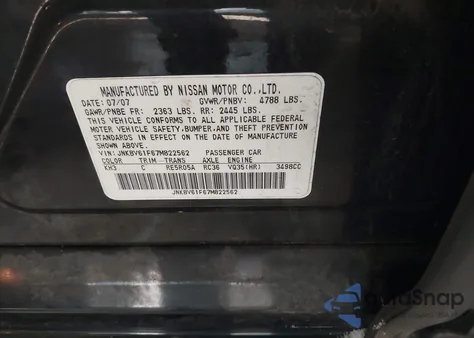 MANUFACTURED BY NISSAN MOTOR CO.,LTD.
DATE: 07/07 GVWR/PNBV: 4788 LBS.
GAWR/PNBE FR: 2363 LBS. RR: 2445 LBS.
THIS VEHICLE CONFORMS TO ALL APPLICABLE FEDERAL
MOTOR VEHICLE SAFETY,BUMPER,AND THEFT PREVENTION
STANDARDS IN EFFECT ON THE DATE OF MANUFACTURE
SHOWN ABOVE.
VIN: JNKBV61F67M822562 PASSENGER CAR
COLOR TRIM TRANS AXLE ENGINE
KH3 C RE5R05A RC36 VQ35(HR) 3498CC
JNKBV61F67M822562
AutoSnap